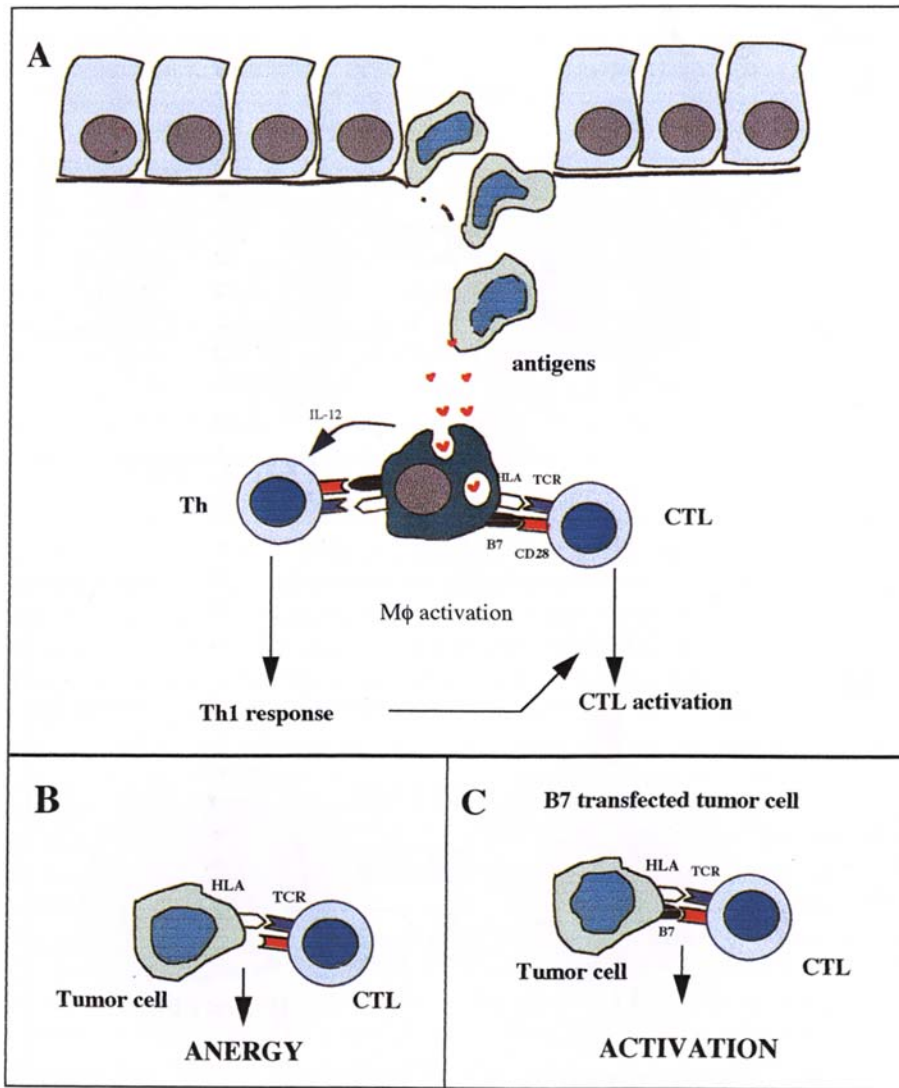 A
antigens
IL-12
HLA TCR
Th
CTL
B7
CD28
Mϕ activation
Th1 response
CTL activation
B
HLA
TCR
Tumor cell
CTL
ANERGY
C
B7 transfected tumor cell
HLA
TCR
B7
Tumor cell
CTL
ACTIVATION